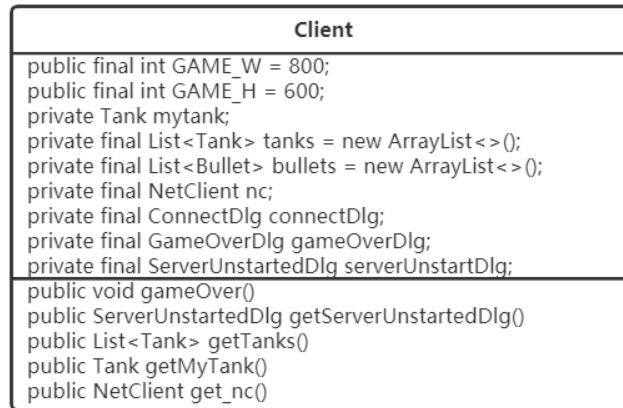 Client
public final int GAME_W = 800;
public final int GAME_H = 600;
private Tank mytank;
private final List<Tank> tanks = new ArrayList<>();
private final List<Bullet> bullets = new ArrayList<>();
private final NetClient nc;
private final ConnectDlg connectDlg;
private final GameOverDlg gameOverDlg;
private final ServerUnstartedDlg serverUnstartDlg;
public void gameOver()
public ServerUnstartedDlg getServerUnstartedDlg()
public List<Tank> getTanks()
public Tank getMyTank()
public NetClient get_nc()